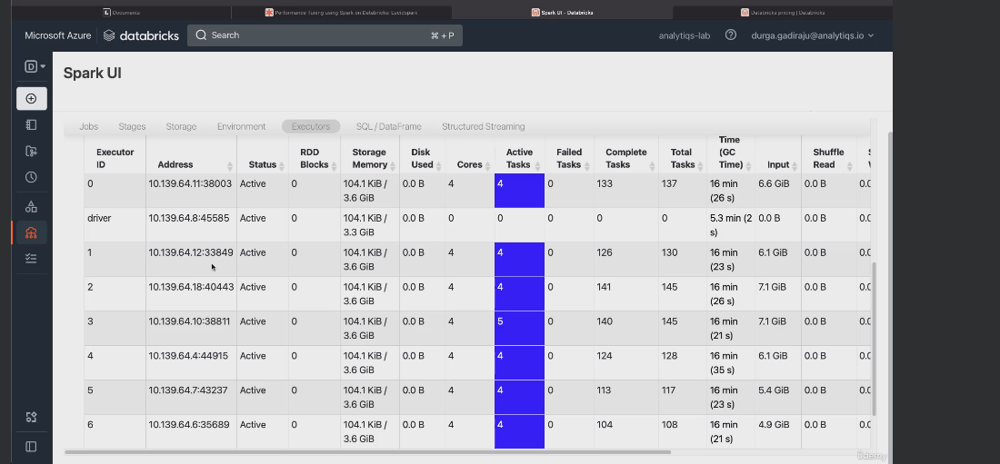 Documents
Performance Tuning using Spark on Databricks: Lucidspark
Spark UI - Databricks
Databricks pricing | Databricks
Microsoft Azure databricks Search ⌘ + P analytiqs-lab durga.gadiraju@analytiqs.io
D
Spark UI
Jobs Stages Storage Environment Executors SQL / DataFrame Structured Streaming
Executor ID Address Status RDD Blocks Storage Memory Disk Used Cores Active Tasks Failed Tasks Complete Tasks Total Tasks Time (GC Time) Input Shuffle Read
0 10.139.64.11:38003 Active 0 104.1 KiB / 3.6 GiB 0.0 B 4 4 0 133 137 16 min (26 s) 6.6 GiB 0.0 B
driver 10.139.64.8:45585 Active 0 104.1 KiB / 3.3 GiB 0.0 B 0 0 0 0 0 5.3 min (2 s) 0.0 B 0.0 B
1 10.139.64.12:33849 Active 0 104.1 KiB / 3.6 GiB 0.0 B 4 4 0 126 130 16 min (23 s) 6.1 GiB 0.0 B
2 10.139.64.18:40443 Active 0 104.1 KiB / 3.6 GiB 0.0 B 4 4 0 141 145 16 min (26 s) 7.1 GiB 0.0 B
3 10.139.64.10:38811 Active 0 104.1 KiB / 3.6 GiB 0.0 B 4 5 0 140 145 16 min (21 s) 7.1 GiB 0.0 B
4 10.139.64.4:44915 Active 0 104.1 KiB / 3.6 GiB 0.0 B 4 4 0 124 128 16 min (35 s) 6.1 GiB 0.0 B
5 10.139.64.7:43237 Active 0 104.1 KiB / 3.6 GiB 0.0 B 4 4 0 113 117 16 min (23 s) 5.4 GiB 0.0 B
6 10.139.64.6:35689 Active 0 104.1 KiB / 3.6 GiB 0.0 B 4 4 0 104 108 16 min (21 s) 4.9 GiB 0.0 B
Udemy